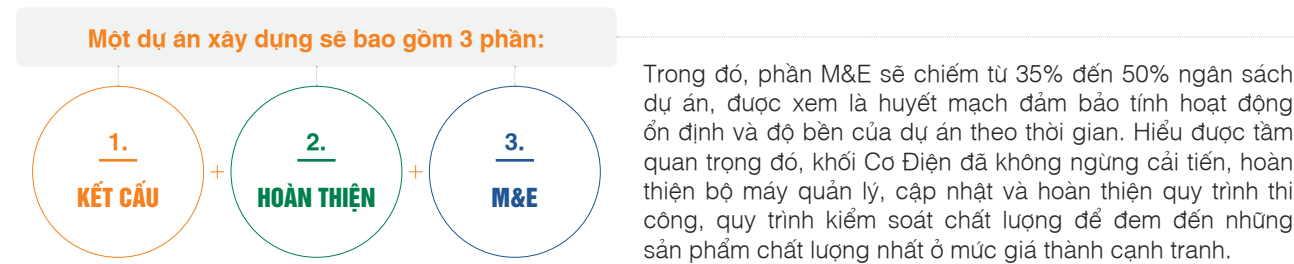 Một dự án xây dựng sẽ bao gồm 3 phần:
1.
KẾT CẤU
+
2.
HOÀN THIỆN
+
3.
M&E
Trong đó, phần M&E sẽ chiếm từ 35% đến 50% ngân sách
dự án, được xem là huyết mạch đảm bảo tính hoạt động
ổn định và độ bền của dự án theo thời gian. Hiểu được tầm
quan trọng đó, khối Cơ Điện đã không ngừng cải tiến, hoàn
thiện bộ máy quản lý, cập nhật và hoàn thiện quy trình thi
công, quy trình kiểm soát chất lượng để đem đến những
sản phẩm chất lượng nhất ở mức giá thành cạnh tranh.